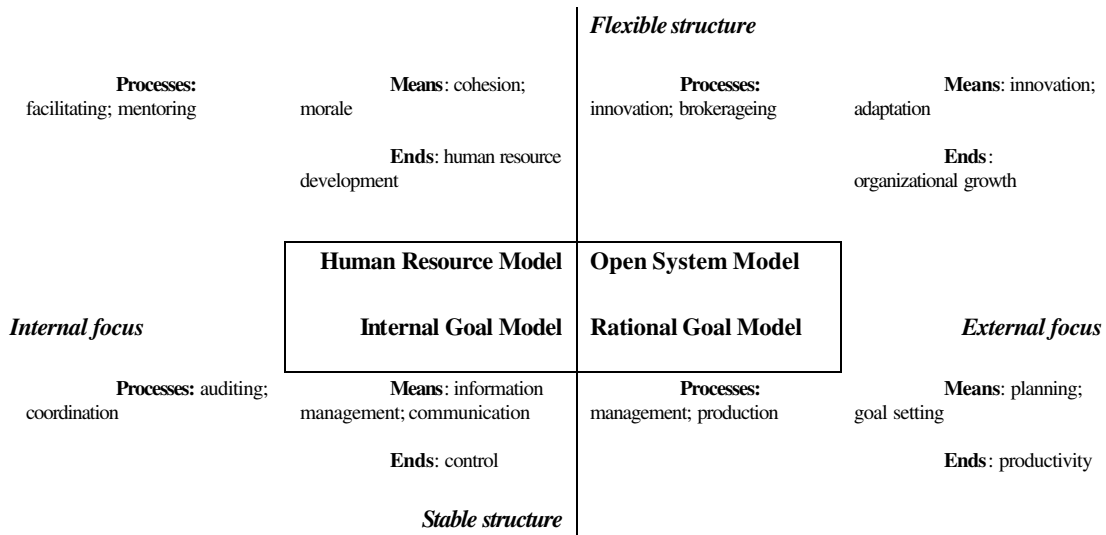 Flexible structure
Processes:
facilitating; mentoring
Means: cohesion;
morale
Ends: human resource
development
Processes:
innovation; brokerageing
Means: innovation;
adaptation
Ends:
organizational growth
Human Resource Model
Open System Model
Internal focus
Internal Goal Model
Rational Goal Model
External focus
Processes: auditing;
coordination
Means: information
management; communication
Ends: control
Processes:
management; production
Means: planning;
goal setting
Ends: productivity
Stable structure